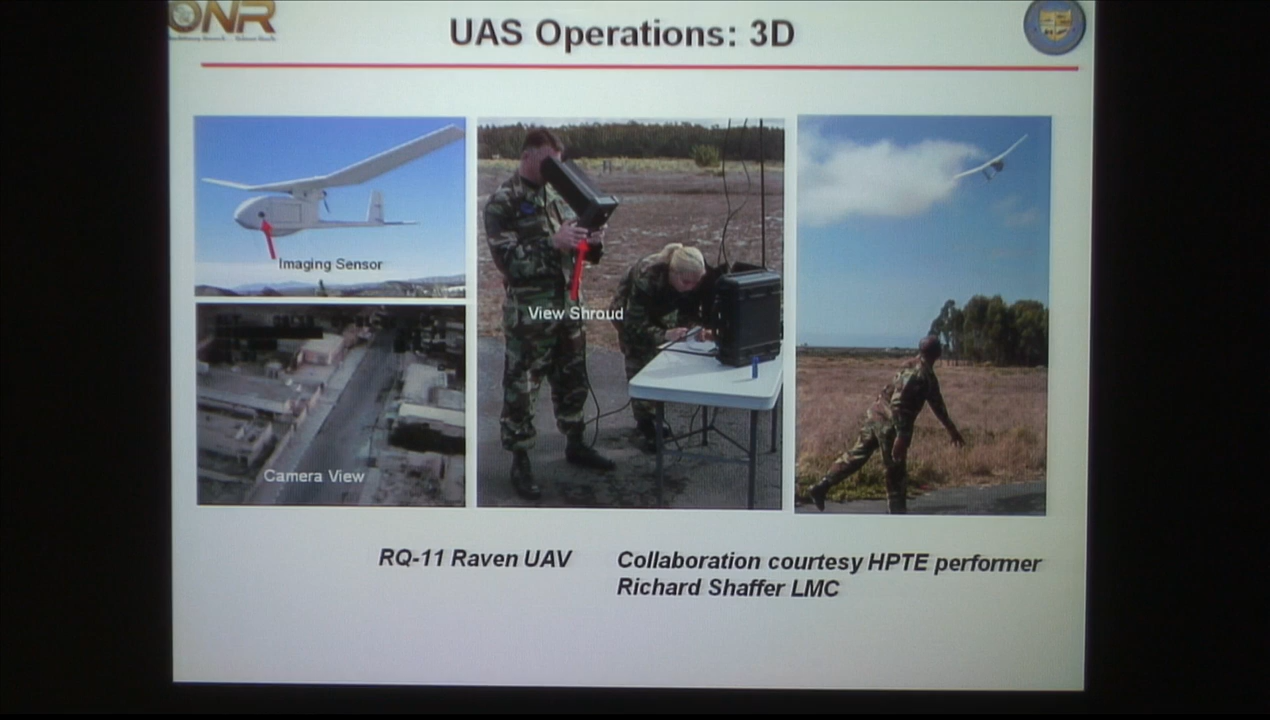 ONR
UAS Operations: 3D
Imaging Sensor
View Shroud
Camera View
RQ-11 Raven UAV
Collaboration courtesy HPTE performer
Richard Shaffer LMC